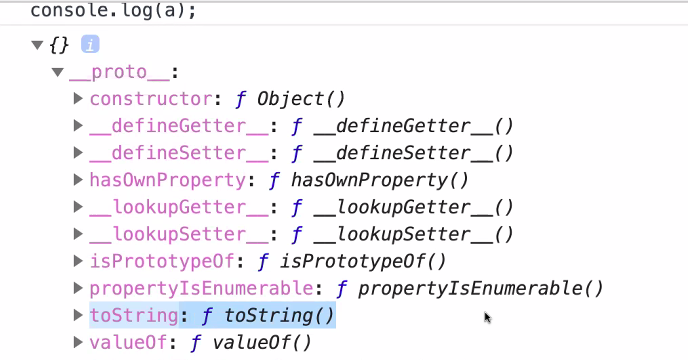 console.log(a);
{} i
__proto__:
constructor: ƒ Object()
__defineGetter__: ƒ __defineGetter__()
__defineSetter__: ƒ __defineSetter__()
hasOwnProperty: ƒ hasOwnProperty()
__lookupGetter__: ƒ __lookupGetter__()
__lookupSetter__: ƒ __lookupSetter__()
isPrototypeOf: ƒ isPrototypeOf()
propertyIsEnumerable: ƒ propertyIsEnumerable()
toString: ƒ toString()
valueOf: ƒ valueOf()